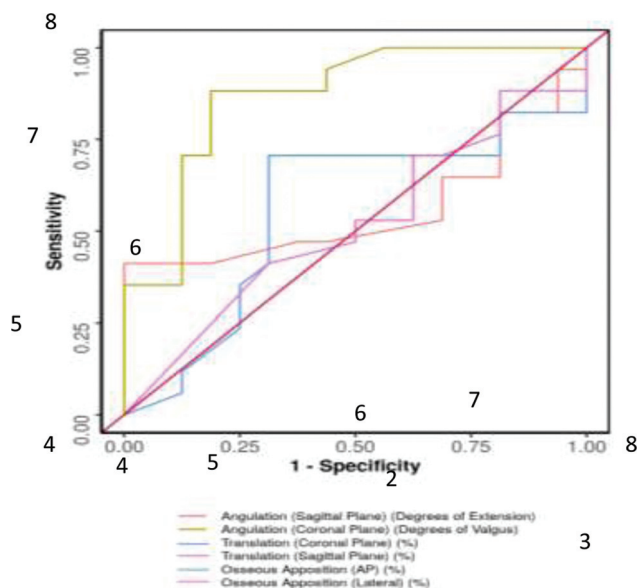 8
1.00
7
0.75
6
Sensitivity
0.50
5
0.25
7
6
0.00
4
0.00 0.25 0.50 0.75 1.00
8
4
5
1 - Specificity
2
Angulation (Sagittal Plane) (Degrees of Extension)
Angulation (Coronal Plane) (Degrees of Valgus)
3
Translation (Coronal Plane) (%)
Translation (Sagittal Plane) (%)
Osseous Apposition (AP) (%)
Osseous Apposition (Lateral) (%)